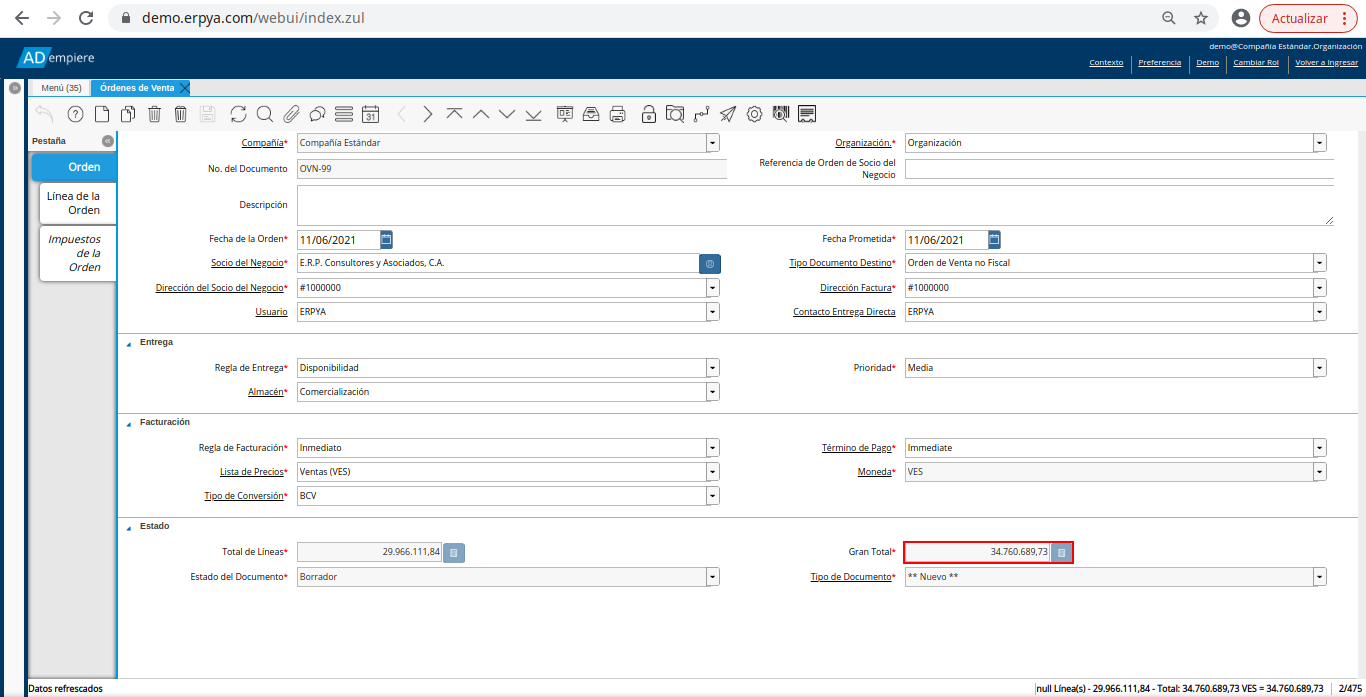 demo.erpya.com/webui/index.zul
Actualizar
ADempiere
demo@Compañía Estándar.Organización
Contexto Preferencia Demo Cambiar Rol Volver a Ingresar
Menú (35) Órdenes de Venta
31
Pestaña
Orden
Línea de la
Orden
Impuestos
de la
Orden
Compañía* Compañía Estándar Organización.* Organización
No. del Documento OVN-99 Referencia de Orden de Socio del
Negocio
Descripción
Fecha de la Orden* 11/06/2021 Fecha Prometida* 11/06/2021
Socio del Negocio* E.R.P. Consultores y Asociados, C.A. Tipo Documento Destino* Orden de Venta no Fiscal
Dirección del Socio del Negocio* #1000000 Dirección Factura* #1000000
Usuario ERPYA Contacto Entrega Directa ERPYA
Entrega
Regla de Entrega* Disponibilidad Prioridad* Media
Almacén* Comercialización
Facturación
Regla de Facturación* Inmediato Término de Pago* Immediate
Lista de Precios* Ventas (VES) Moneda* VES
Tipo de Conversión* BCV
Estado
Total de Líneas* 29.966.111,84 Gran Total* 34.760.689,73
Estado del Documento* Borrador Tipo de Documento* ** Nuevo **
Datos refrescados null Línea(s) - 29.966.111,84 - Total: 34.760.689,73 VES = 34.760.689,73 2/475